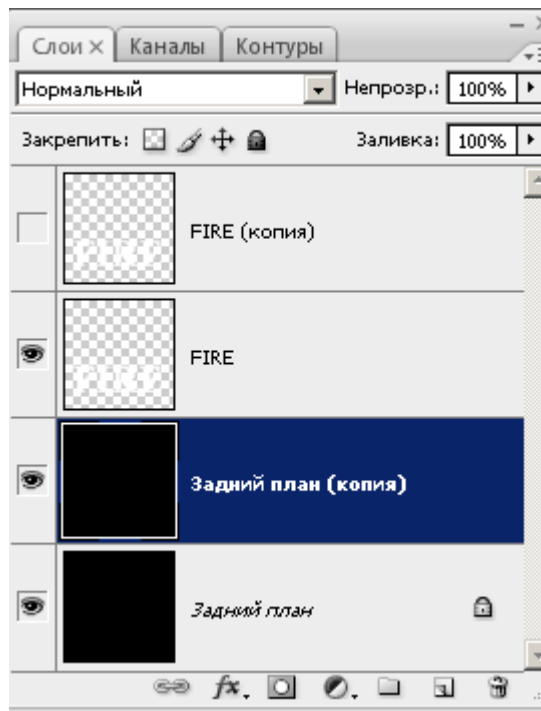 Слои × Каналы Контуры
Нормальный Непрозр.: 100%
Закрепить: Заливка: 100%
FIRE (копия)
FIRE
Задний план (копия)
Задний план
fx.